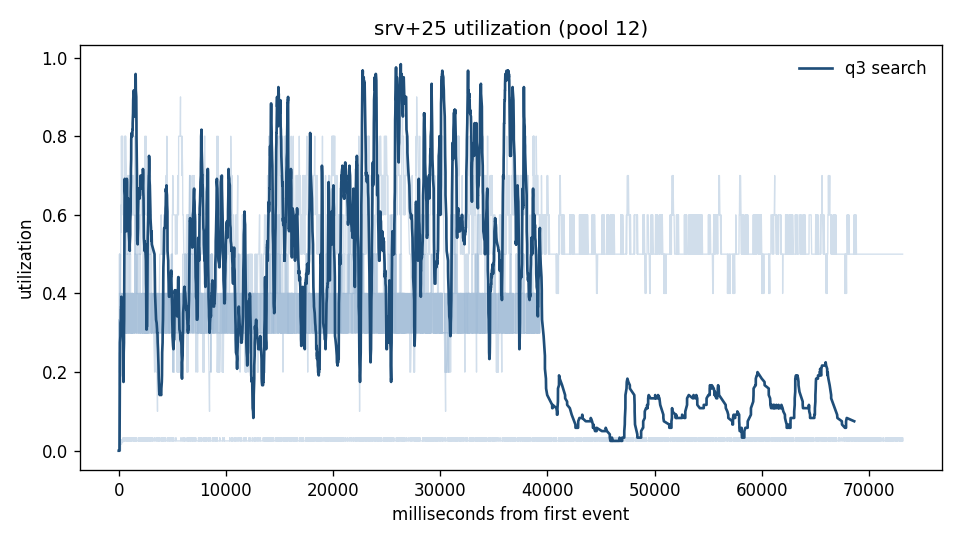 srv+25 utilization (pool 12)
q3 search
utilization
1.0
0.8
0.6
0.4
0.2
0.0
0 10000 20000 30000 40000 50000 60000 70000
milliseconds from first event